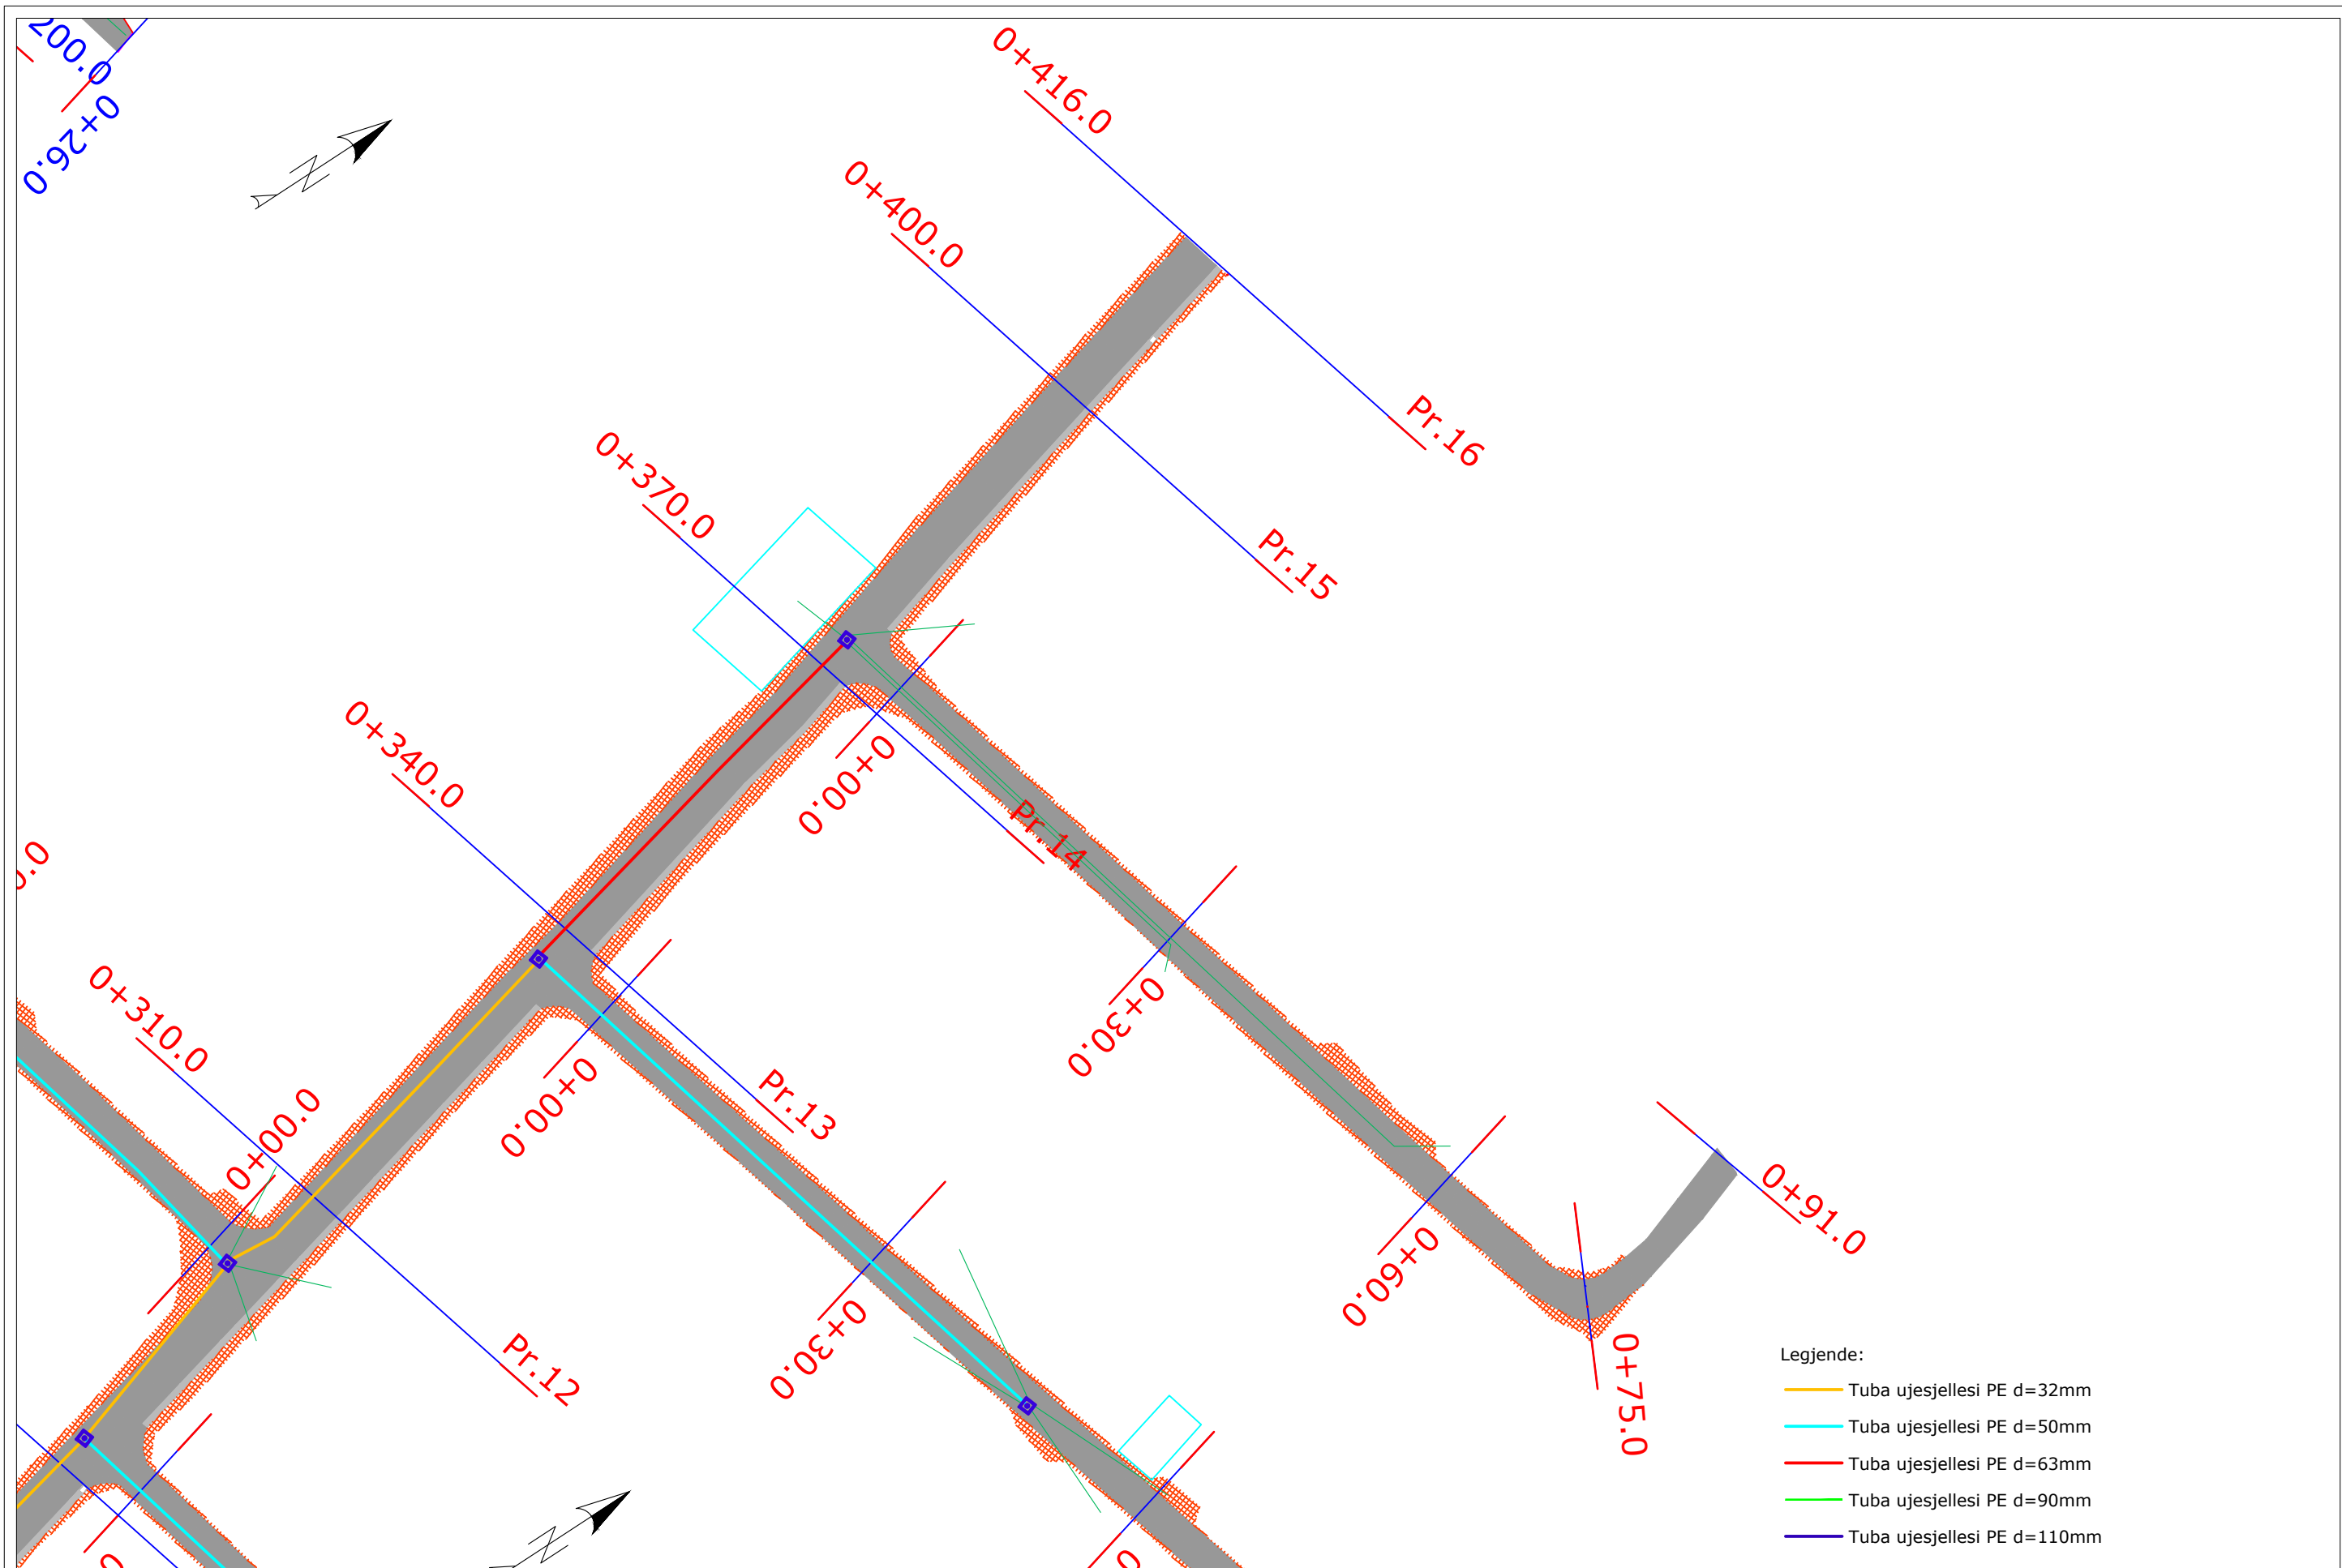 200.0
0+26.0
N
0+416.0
0+400.0
Pr.16
0+370.0
Pr.15
0+340.0
0+00.0
Pr.14
0+310.0
0+30.0
0+00.0
Pr.13
0+00.0
0+91.0
0+60.0
0+30.0
Pr.12
0+75.0
N
Legjende:
Tuba ujesjellesi PE d=32mm
Tuba ujesjellesi PE d=50mm
Tuba ujesjellesi PE d=63mm
Tuba ujesjellesi PE d=90mm
Tuba ujesjellesi PE d=110mm